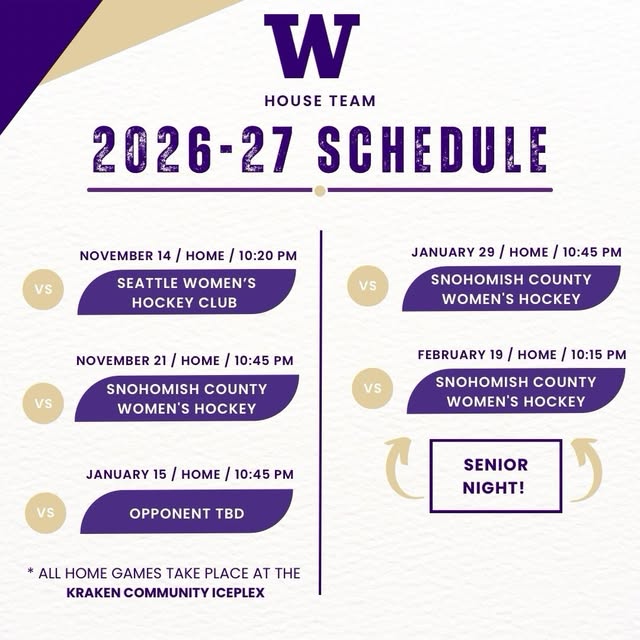 W
HOUSE TEAM
2026-27 SCHEDULE
NOVEMBER 14 / HOME / 10:20 PM
VS
SEATTLE WOMEN'S
HOCKEY CLUB
NOVEMBER 21 / HOME / 10:45 PM
VS
SNOHOMISH COUNTY
WOMEN'S HOCKEY
JANUARY 15 / HOME / 10:45 PM
VS
OPPONENT TBD
* ALL HOME GAMES TAKE PLACE AT THE
KRAKEN COMMUNITY ICEPLEX
JANUARY 29 / HOME / 10:45 PM
VS
SNOHOMISH COUNTY
WOMEN'S HOCKEY
FEBRUARY 19 / HOME / 10:15 PM
VS
SNOHOMISH COUNTY
WOMEN'S HOCKEY
SENIOR
NIGHT!